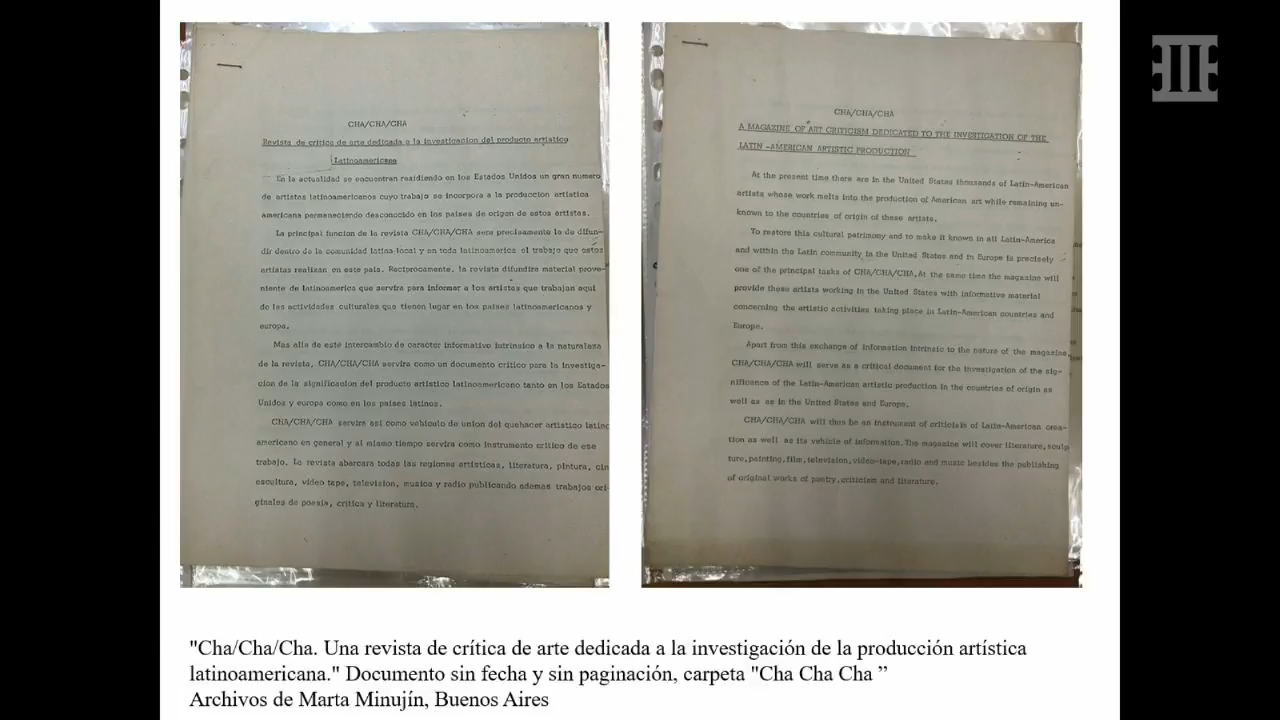 CHA/CHA/CHA
Revista de critica de arte dedicada a la investigacion del producto artistico
Latinoamericano
En la actualidad se encuentran residiendo en los Estados Unidos un gran numero
de artistas latinoamericanos cuyo trabajo se incorpora a la produccion artistica
americana permaneciendo desconocido en los paises de origen de estos artistas.
La principal funcion de la revista CHA/CHA/CHA sera precisamente la de difun-
dir dentro de la comunidad latina-local y en toda latinoamerica el trabajo que estos
artistas realizan en este pais. Reciprocamente, la revista difundira material prove-
niente de latinoamerica que servira para informar a los artistas que trabajan aqui
de las actividades culturales que tienen lugar en los paises latinoamericanos y
europa.
Mas alla de este intercambio de caracter informativo intrinsico a la naturaleza
de la revista, CHA/CHA/CHA servira como un documento critico para la investiga-
cion de la significacion del producto artistico latinoamericano tanto en los Estados
Unidos y europa como en los paises latinos.
CHA/CHA/CHA servira asi como vehiculo de union del quehacer artistico latino
americano en general y al mismo tiempo servira como instrumento critico de ese
trabajo. La revista abarcara todas las regiones artisticas, literatura, pintura, cin
escultura, video tape, television, musica y radio publicando ademas trabajos ori-
ginales de poesia, critica y literatura.
CHA/CHA/CHA
A MAGAZINE OF ART CRITICISM DEDICATED TO THE INVESTIGATION OF THE
LATIN -AMERICAN ARTISTIC PRODUCTION
At the present time there are in the United States thousands of Latin-American
artists whose work melts into the production of American art while remaining un-
known to the countries of origin of these artists.
To restore this cultural patrimony and to make it known in all Latin-America
and within the Latin community in the United States and in Europe is precisely
one of the principal tasks of CHA/CHA/CHA. At the same time the magazine will
provide these artists working in the United States with informative material
concerning the artistic activities taking place in Latin-American countries and
Europe.
Apart from this exchange of information intrinsic to the nature of the magazine,
CHA/CHA/CHA will serve as a critical document for the investigation of the sig-
nificance of the Latin-American artistic production in the countries of origin as
well as as in the United States and Europe.
CHA/CHA/CHA will thus be an instrument of criticism of Latin-American crea-
tion as well as its vehicle of information. The magazine will cover literature, sculp
ture, painting, film, television, video-tape, radio and music besides the publishing
of original works of poetry, criticism and literature.
"Cha/Cha/Cha. Una revista de crítica de arte dedicada a la investigación de la producción artística
latinoamericana." Documento sin fecha y sin paginación, carpeta "Cha Cha Cha ”
Archivos de Marta Minujín, Buenos Aires